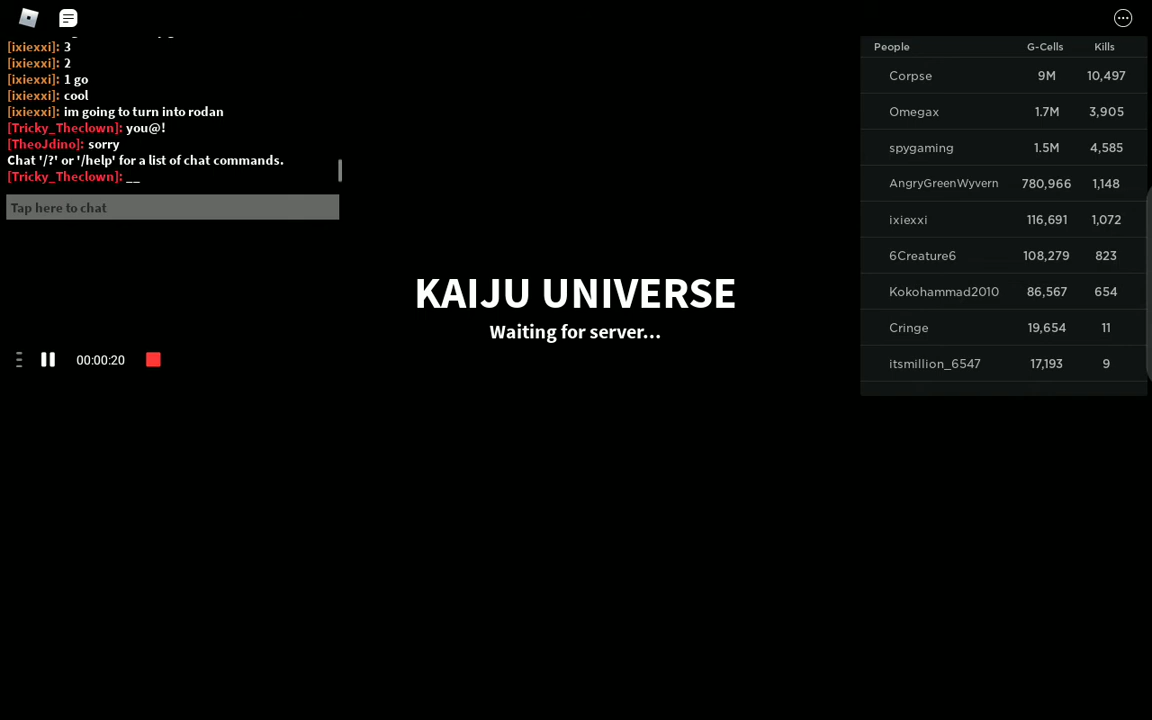 [ixiexxi]: 3
[ixiexxi]: 2
[ixiexxi]: 1 go
[ixiexxi]: cool
[ixiexxi]: im going to turn into rodan
[Tricky_Theclown]: you@!
[TheoJdino]: sorry
Chat '/?' or '/help' for a list of chat commands.
[Tricky_Theclown]: __
Tap here to chat
KAIJU UNIVERSE
Waiting for server...
00:00:20
People G-Cells Kills
Corpse 9M 10,497
Omegax 1.7M 3,905
spygaming 1.5M 4,585
AngryGreenWyvern 780,966 1,148
ixiexxi 116,691 1,072
6Creature6 108,279 823
Kokohammad2010 86,567 654
Cringe 19,654 11
itsmillion_6547 17,193 9